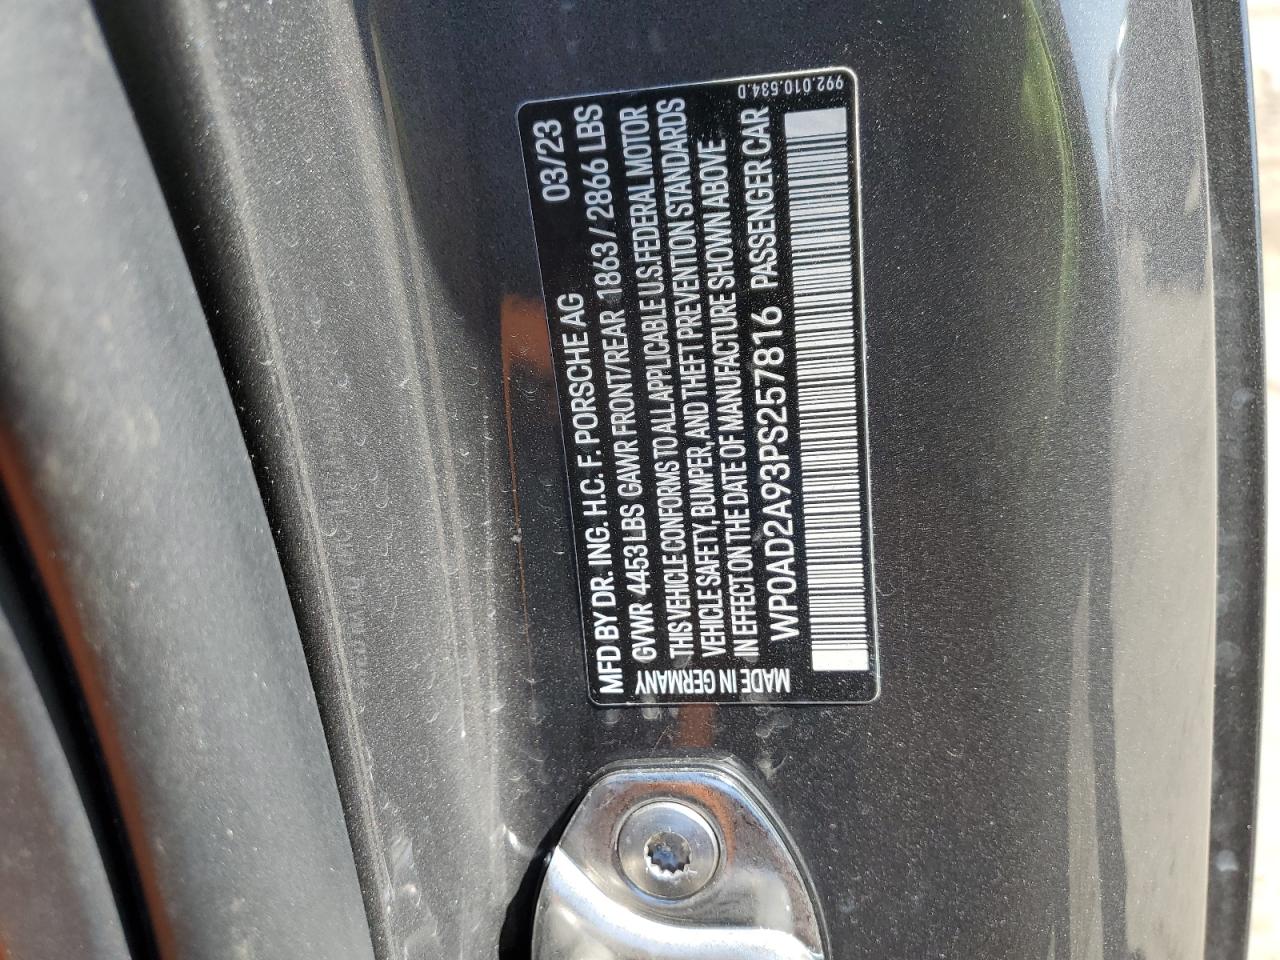 03/23
MFD BY DR. ING. H.C. F. PORSCHE AG
GVWR 4453 LBS GAWR FRONT/REAR 1863 / 2866 LBS
THIS VEHICLE CONFORMS TO ALL APPLICABLE U.S. FEDERAL MOTOR
VEHICLE SAFETY, BUMPER, AND THEFT PREVENTION STANDARDS
IN EFFECT ON THE DATE OF MANUFACTURE SHOWN ABOVE
WP0AD2A93PS257816 PASSENGER CAR
MADE IN GERMANY
992.010.534.D